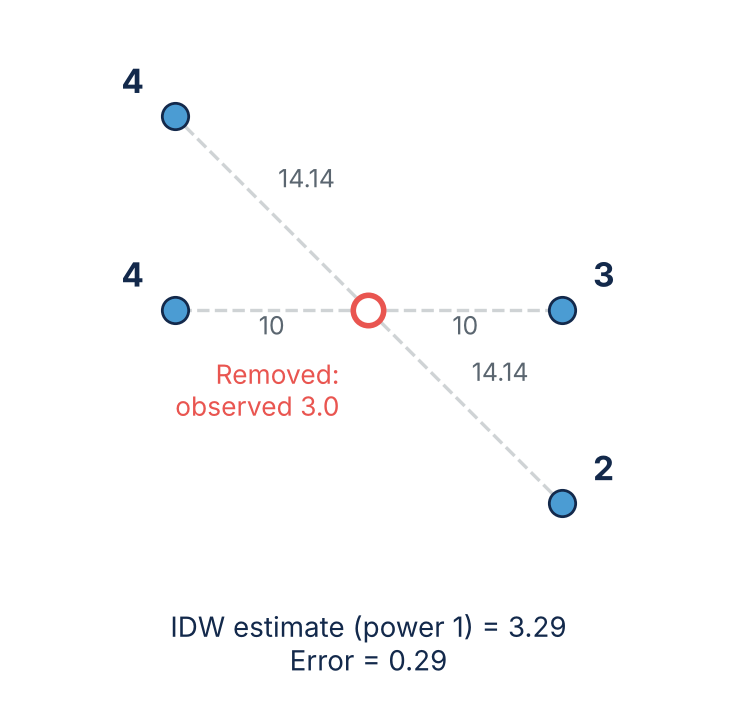 4
14.14
4
3
10
10
Removed:
observed 3.0
14.14
2
IDW estimate (power 1) = 3.29
Error = 0.29